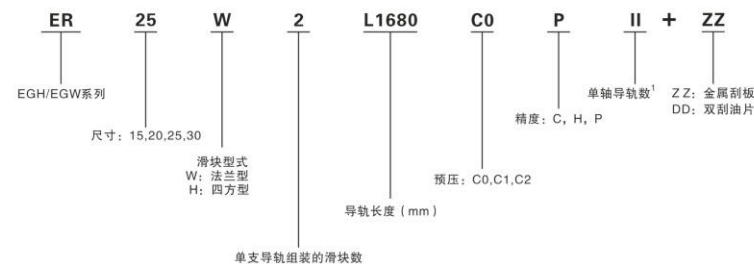 ER 25 W 2 L1680 C0 P II + ZZ
EGH/EGW系列
尺寸：15,20,25,30
滑块型式
W：法兰型
H：四方型
单支导轨组装的滑块数
导轨长度（mm）
预压：C0,C1,C2
精度：C，H，P
单轴导轨数¹
ZZ：金属刮板
DD：双刮油片